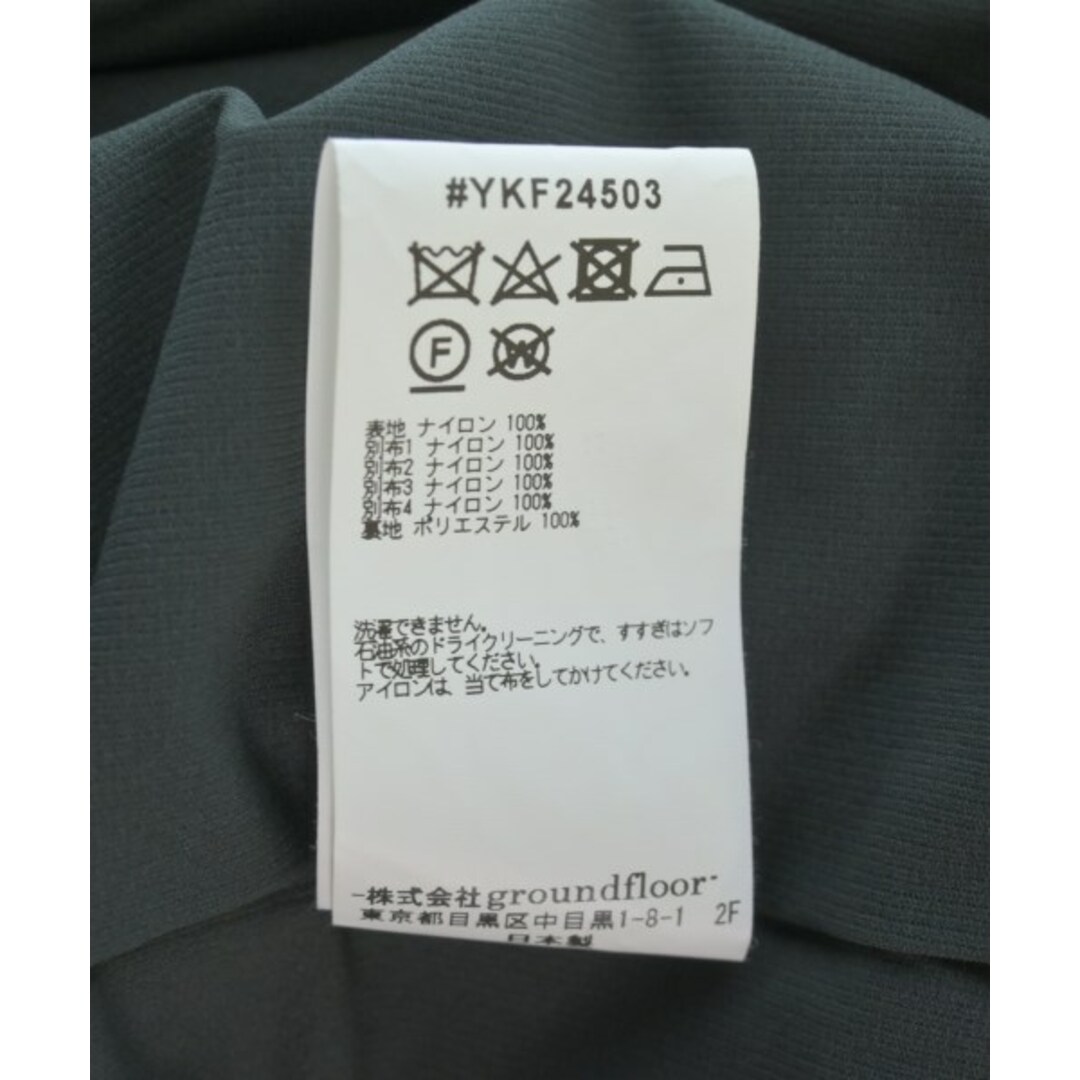 #YKF24503
F W
表地 ナイロン 100%
別布1 ナイロン 100%
別布2 ナイロン 100%
別布3 ナイロン 100%
別布4 ナイロン 100%
裏地 ポリエステル 100%
洗濯できません。
石油系のドライクリーニングで、すすぎはソフ
トで処理してください。
アイロンは、当て布をしてかけてください。
-株式会社groundfloor-
東京都目黒区中目黒1-8-1 2F
日本製